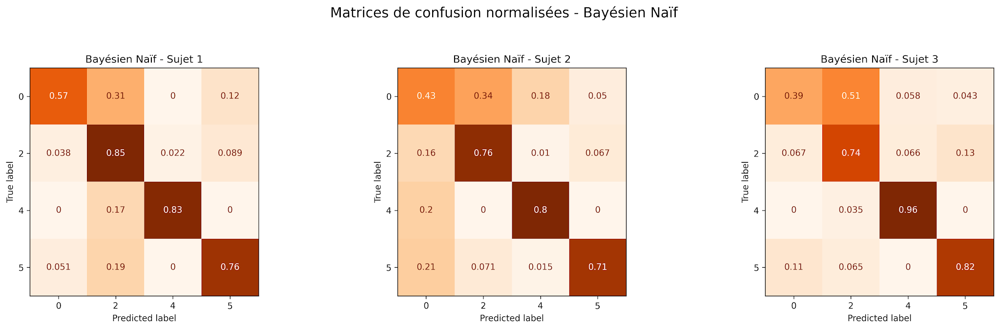 Matrices de confusion normalisées - Bayésien Naïf
Bayésien Naïf - Sujet 1
True label
0 0.57 0.31 0 0.12
2 0.038 0.85 0.022 0.089
4 0 0.17 0.83 0
5 0.051 0.19 0 0.76
0 2 4 5
Predicted label
Bayésien Naïf - Sujet 2
True label
0 0.43 0.34 0.18 0.05
2 0.16 0.76 0.01 0.067
4 0.2 0 0.8 0
5 0.21 0.071 0.015 0.71
0 2 4 5
Predicted label
Bayésien Naïf - Sujet 3
True label
0 0.39 0.51 0.058 0.043
2 0.067 0.74 0.066 0.13
4 0 0.035 0.96 0
5 0.11 0.065 0 0.82
0 2 4 5
Predicted label